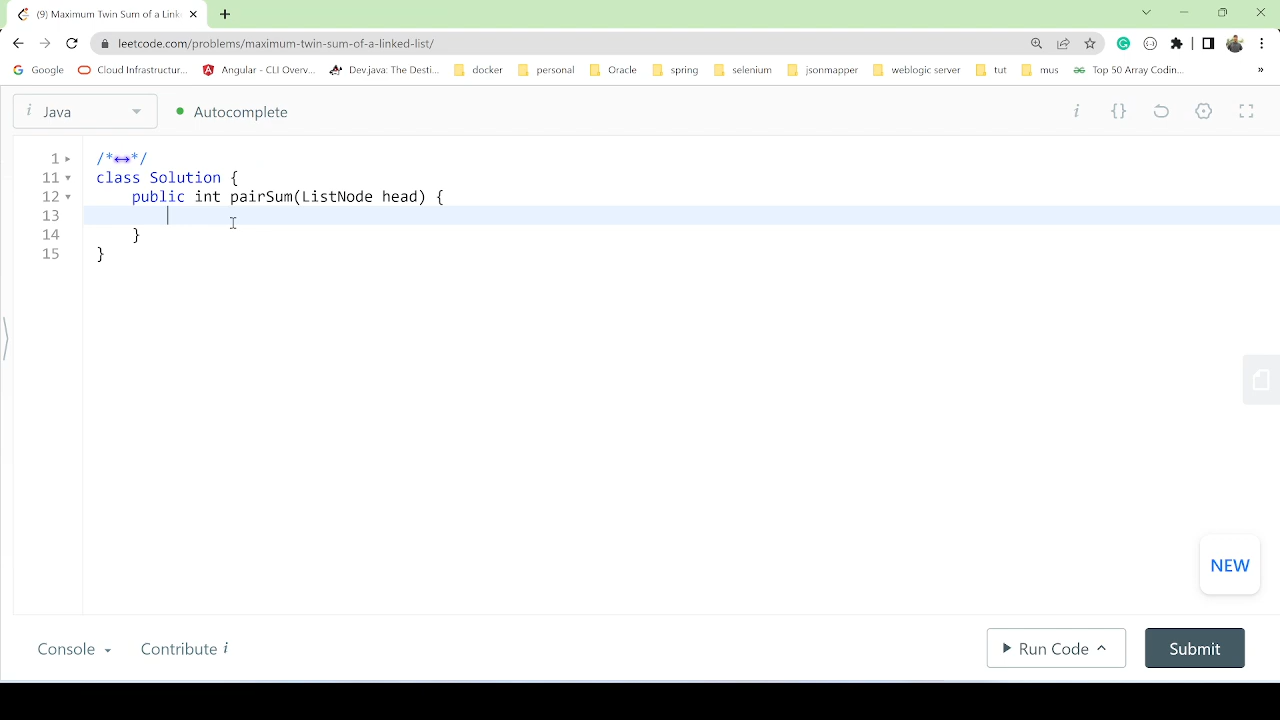 (9) Maximum Twin Sum of a Link
leetcode.com/problems/maximum-twin-sum-of-a-linked-list/
Google Cloud Infrastructur... Angular - CLI Overv... Dev.java: The Desti... docker personal Oracle spring selenium jsonmapper weblogic server tut mus Top 50 Array Codin... »
i Java Autocomplete i {}
1 /*↔*/
11 class Solution {
12 public int pairSum(ListNode head) {
13
14 }
15 }
NEW
Console Contribute i Run Code Submit